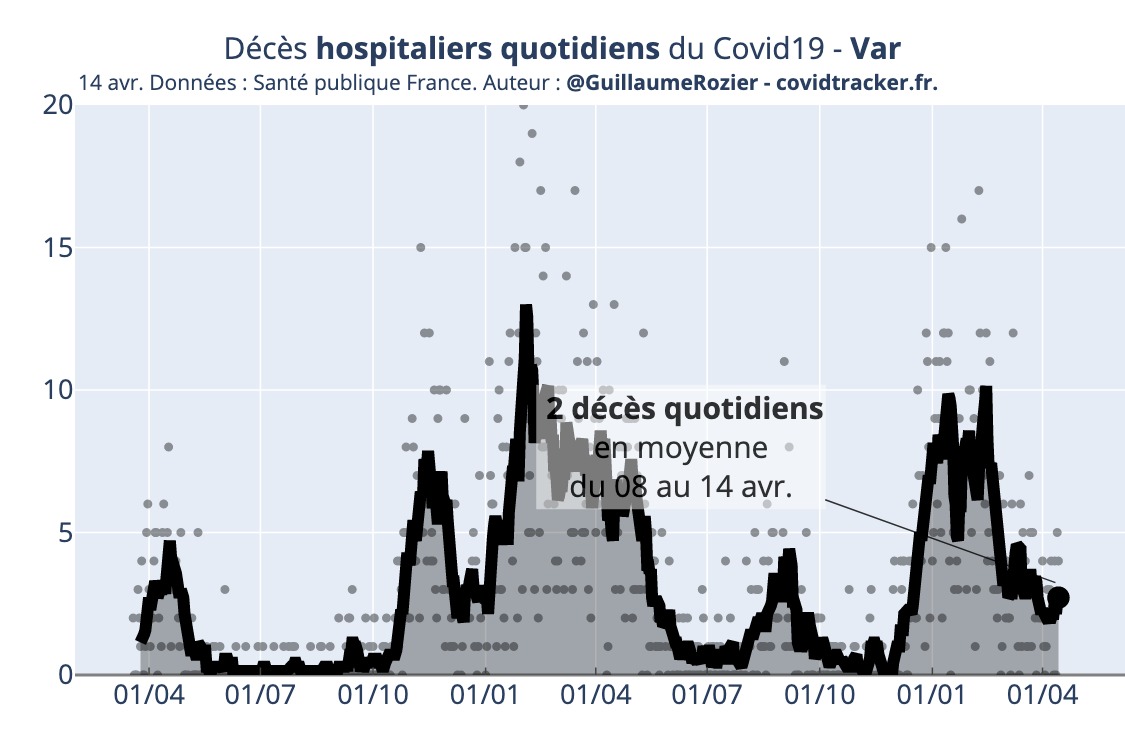 Décès hospitaliers quotidiens du Covid19 - Var
14 avr. Données : Santé publique France. Auteur : @GuillaumeRozier - covidtracker.fr.
20
15
10
5
0
2 décès quotidiens
en moyenne
du 08 au 14 avr.
01/04 01/07 01/10 01/01 01/04 01/07 01/10 01/01 01/04